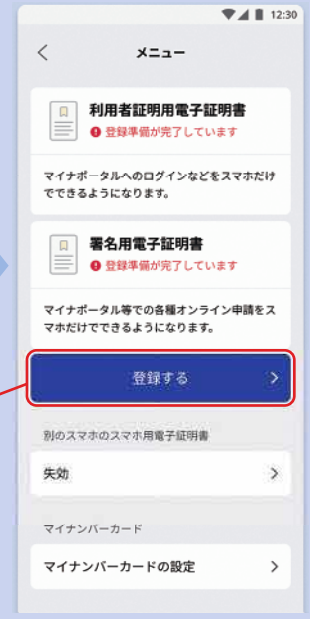 12:30
メニュー
利用者証明用電子証明書
登録準備が完了しています
マイナポータルへのログインなどをスマホだけ
でできるようになります。
署名用電子証明書
登録準備が完了しています
マイナポータル等での各種オンライン申請をス
マホだけでできるようになります。
登録する
別のスマホのスマホ用電子証明書
失効
マイナンバーカード
マイナンバーカードの設定